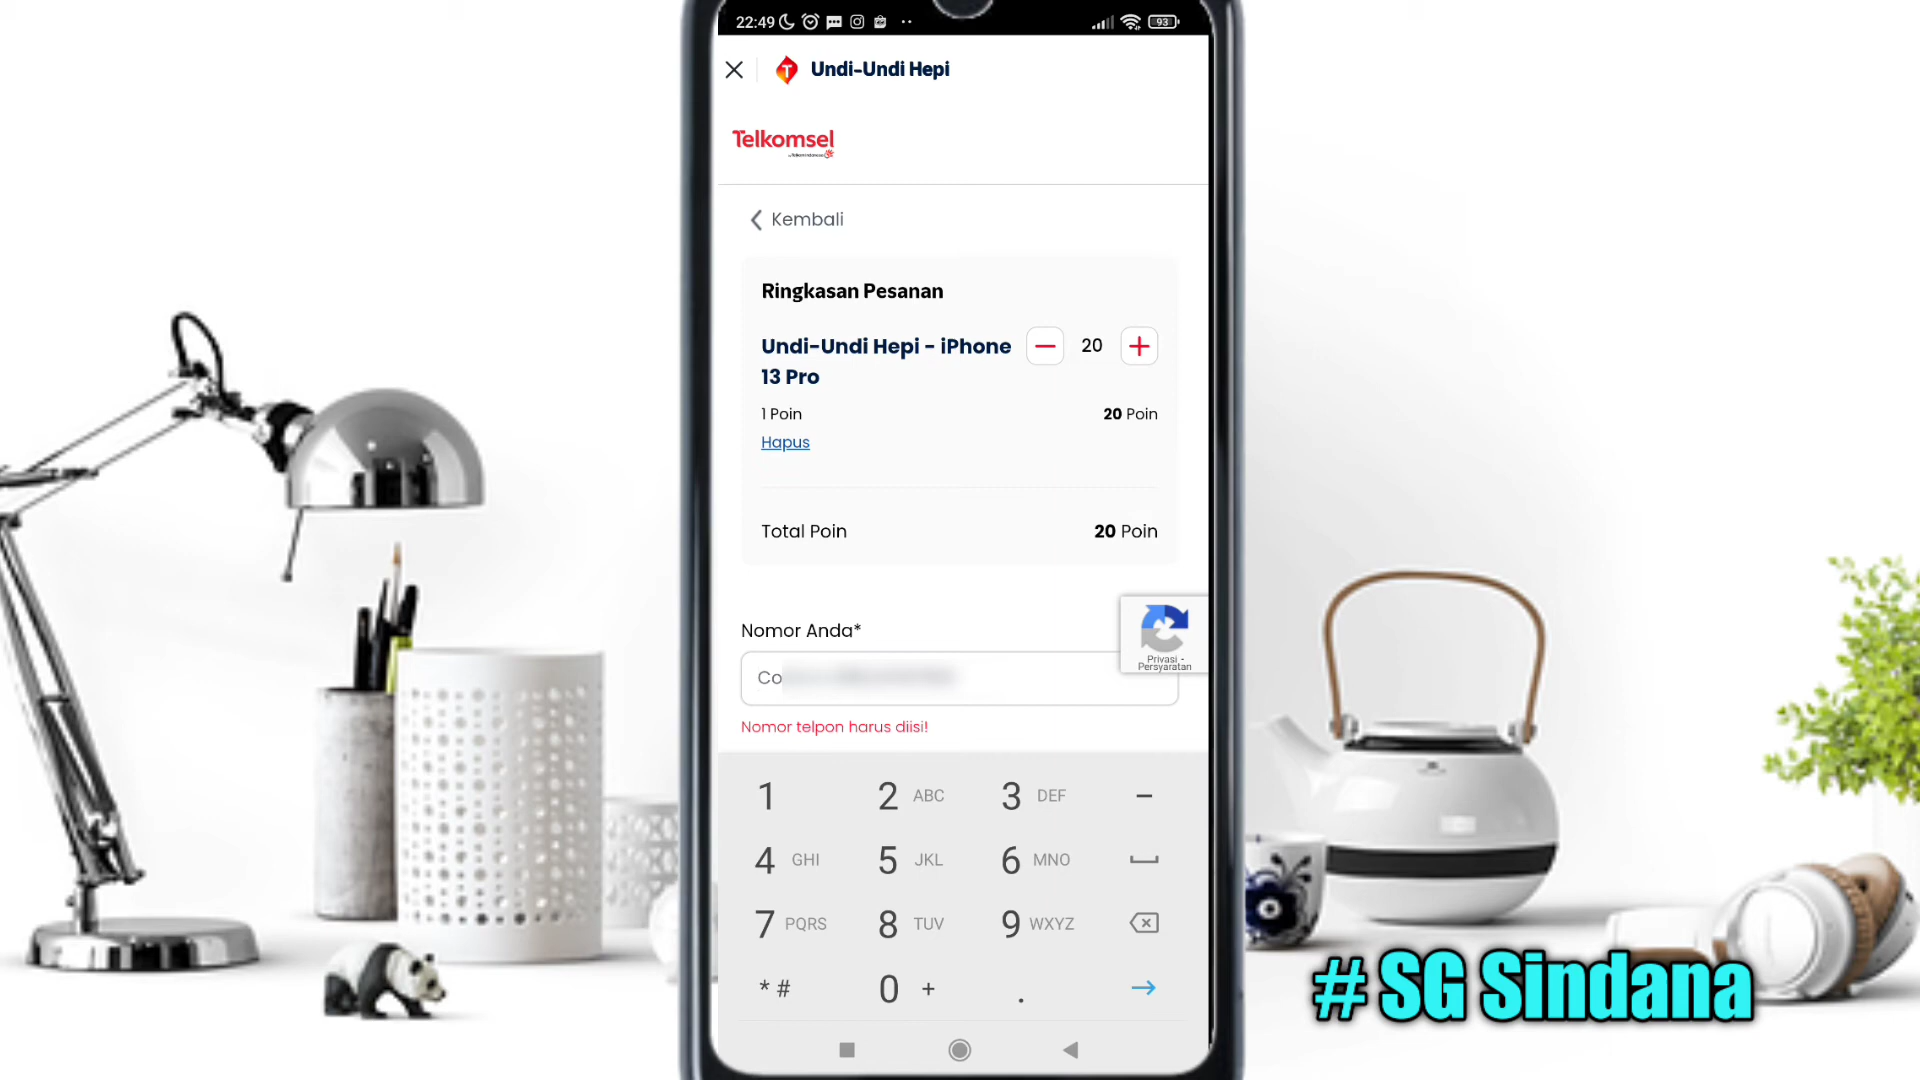 22:49
93
Undi-Undi Hepi
Telkomsel
Kembali
Ringkasan Pesanan
Undi-Undi Hepi - iPhone 13 Pro
20
1 Poin
20 Poin
Hapus
Total Poin
20 Poin
Nomor Anda*
Privasi - Persyaratan
Co
Nomor telpon harus diisi!
1
2 ABC
3 DEF
-
4 GHI
5 JKL
6 MNO
7 PQRS
8 TUV
9 WXYZ
* #
0 +
.
# SG Sindana